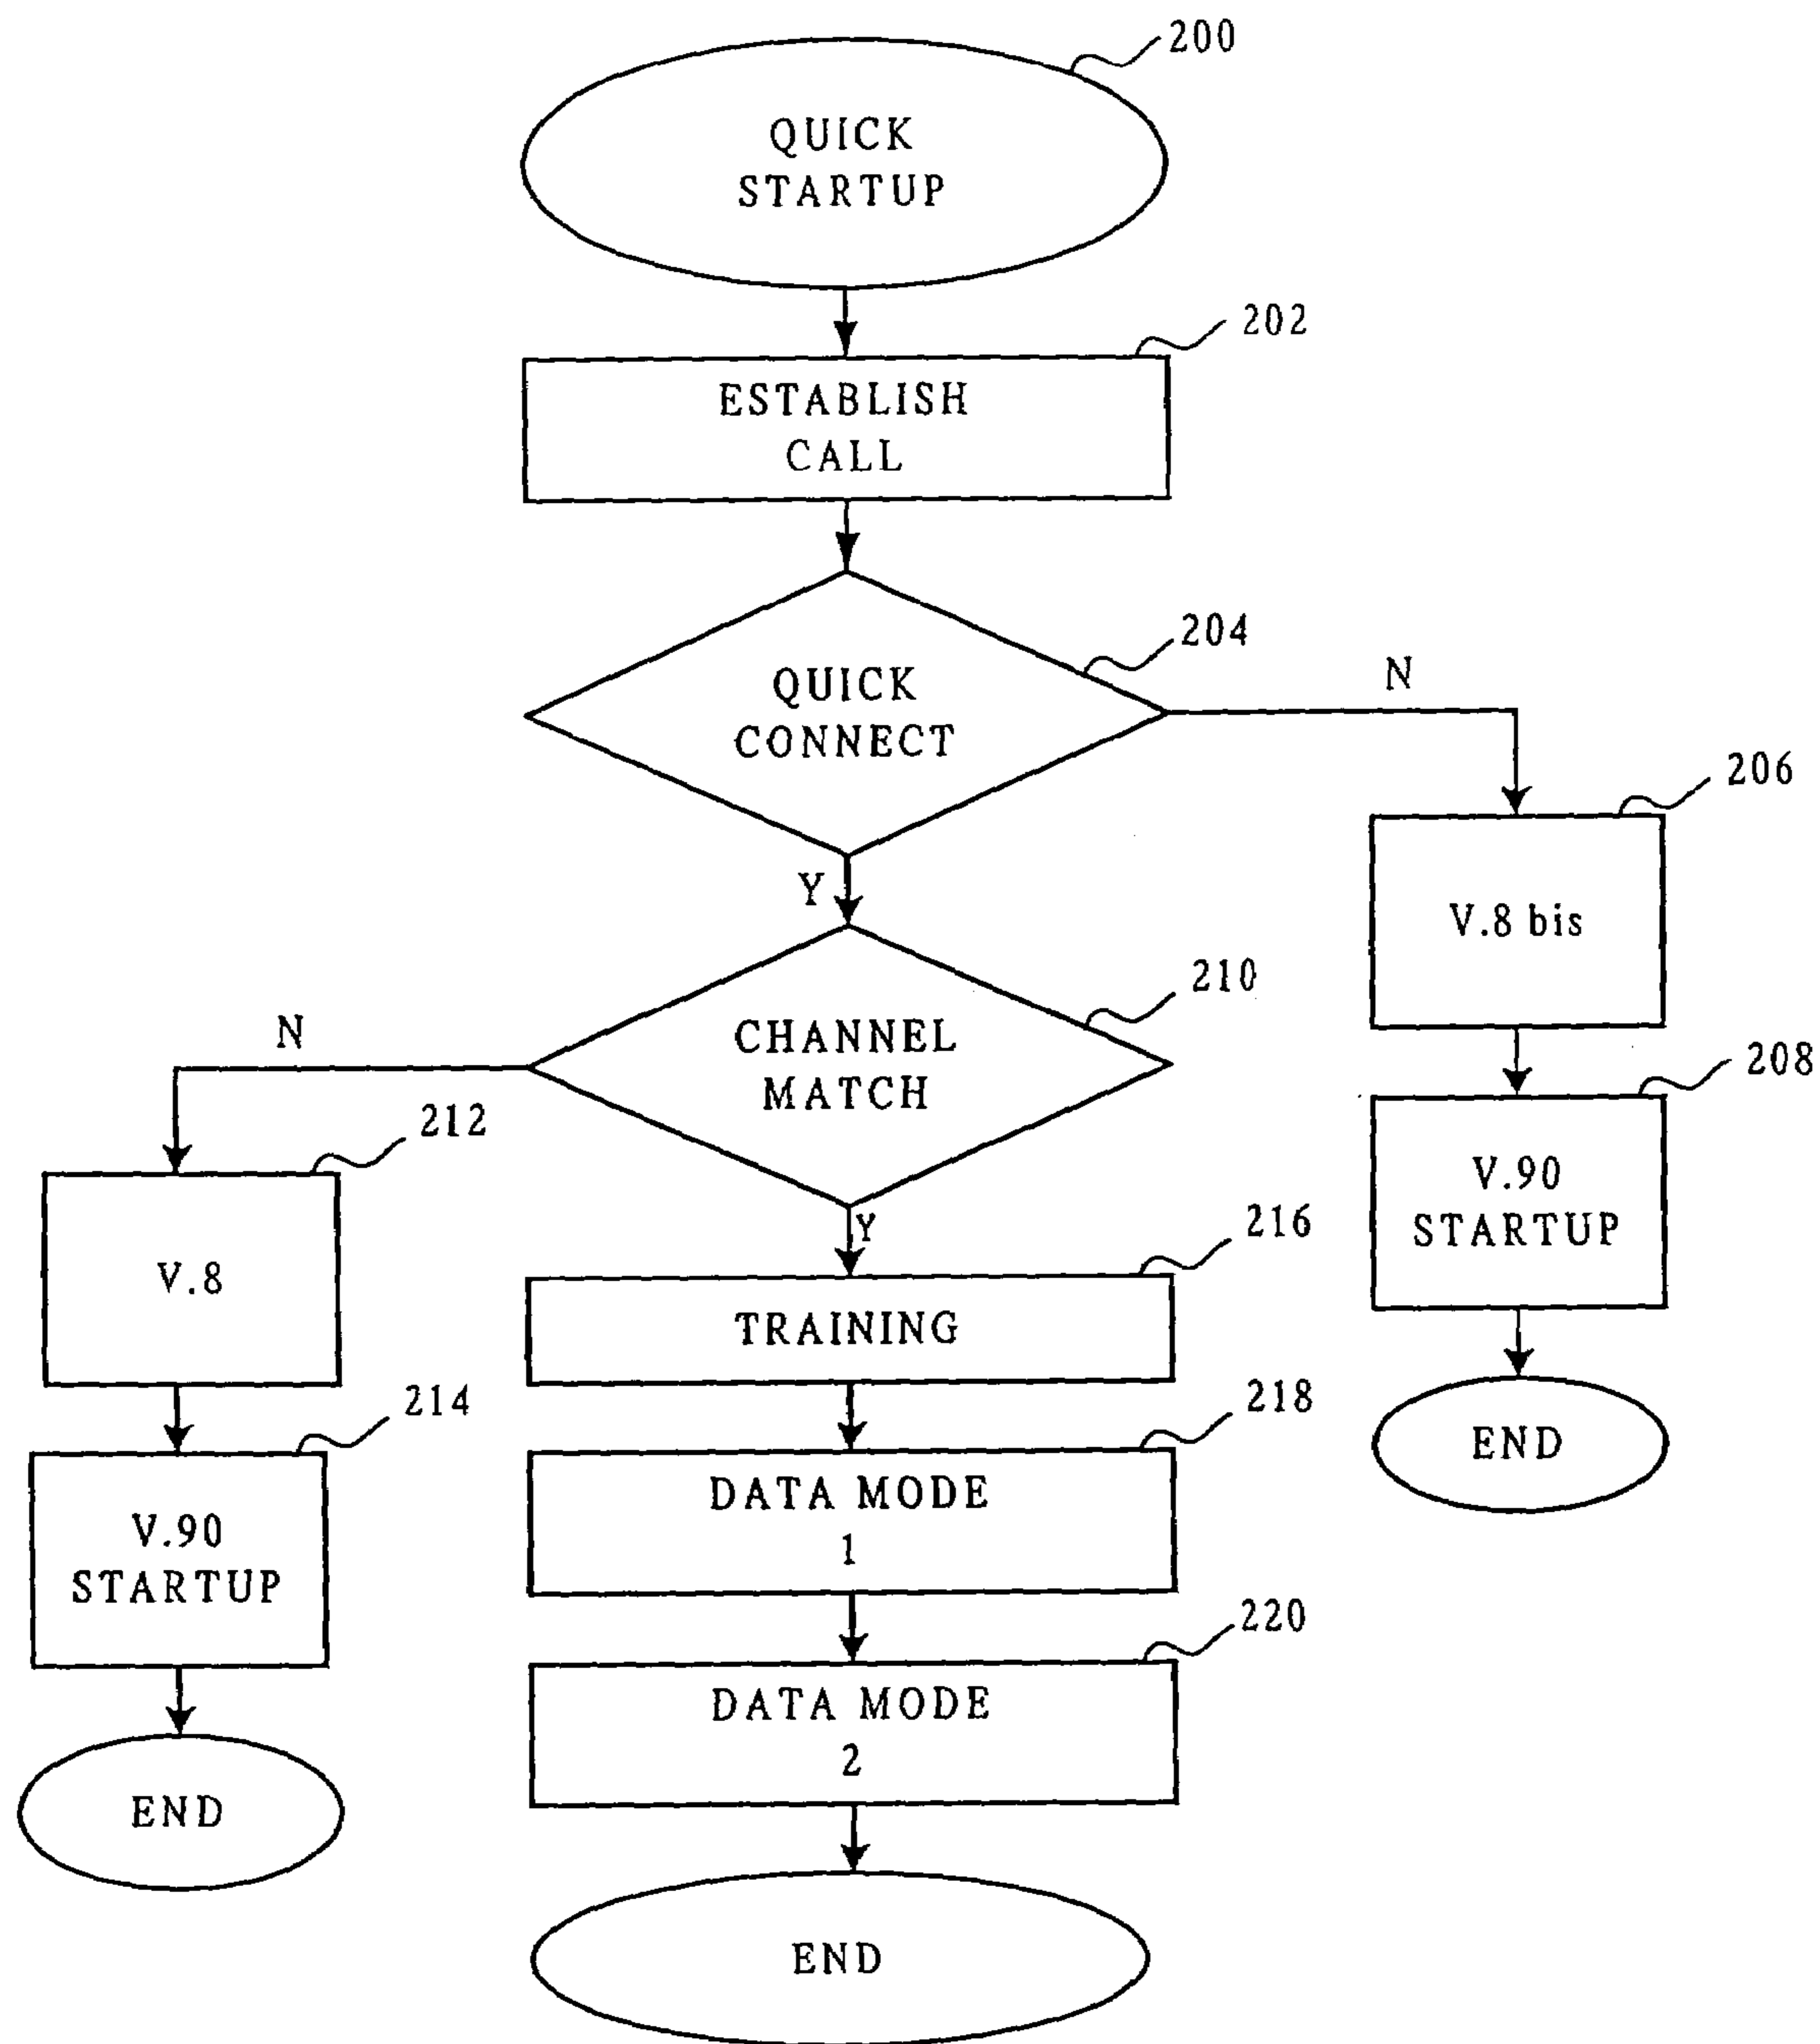 200
QUICK
STARTUP
202
ESTABLISH
CALL
204
QUICK
CONNECT
N
206
Y
V.8 bis
210
CHANNEL
MATCH
N
208
212
V.90
STARTUP
Y
216
V.8
TRAINING
214
218
END
DATA MODE
1
V.90
STARTUP
220
DATA MODE
2
END
END